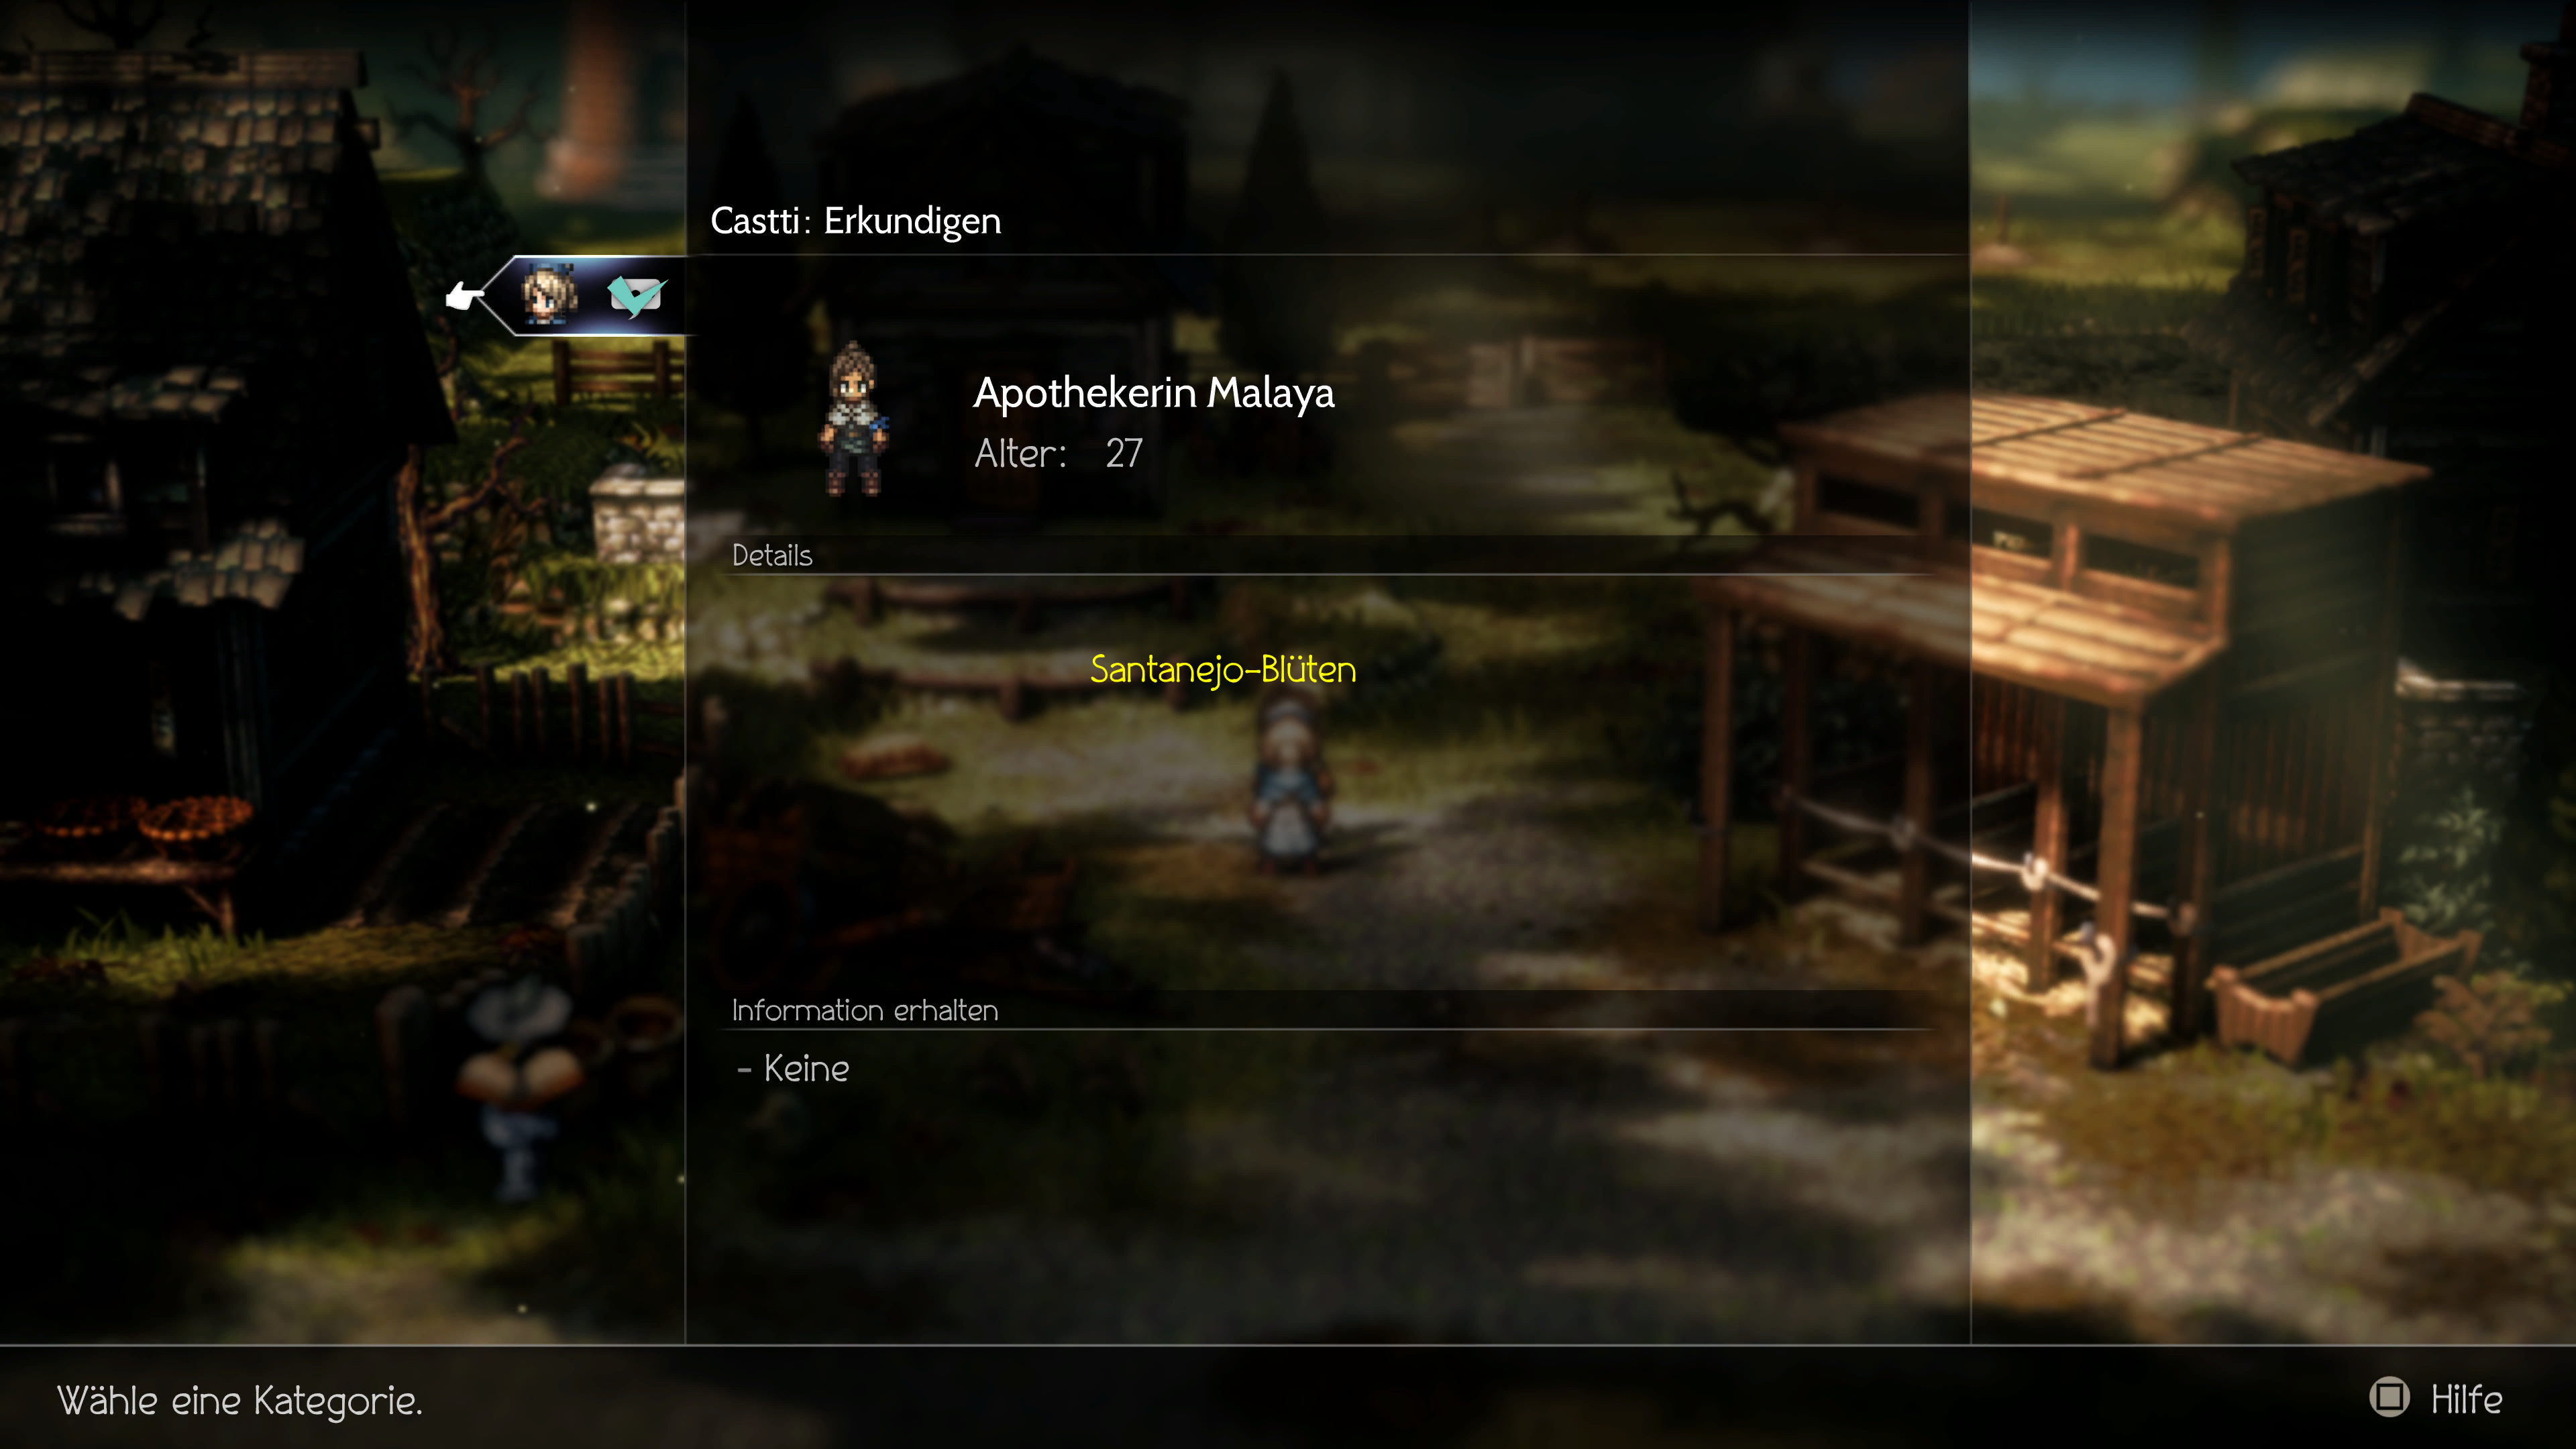 Castti: Erkundigen
Apothekerin Malaya
Alter: 27
Details
Santanejo-Blüten
Information erhalten
- Keine
Wähle eine Kategorie.
Hilfe